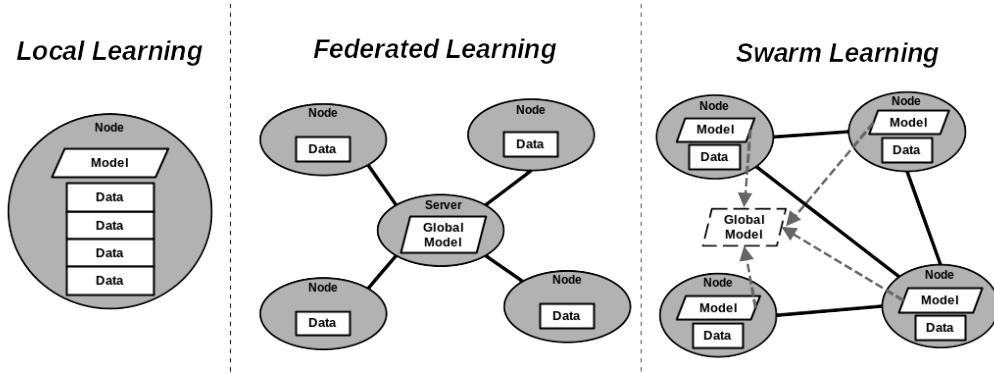 Local Learning
Node
Model
Data
Data
Data
Data
Federated Learning
Node
Data
Node
Data
Server
Global
Model
Node
Data
Node
Data
Swarm Learning
Node
Model
Data
Node
Model
Data
Global
Model
Node
Model
Data
Node
Model
Data